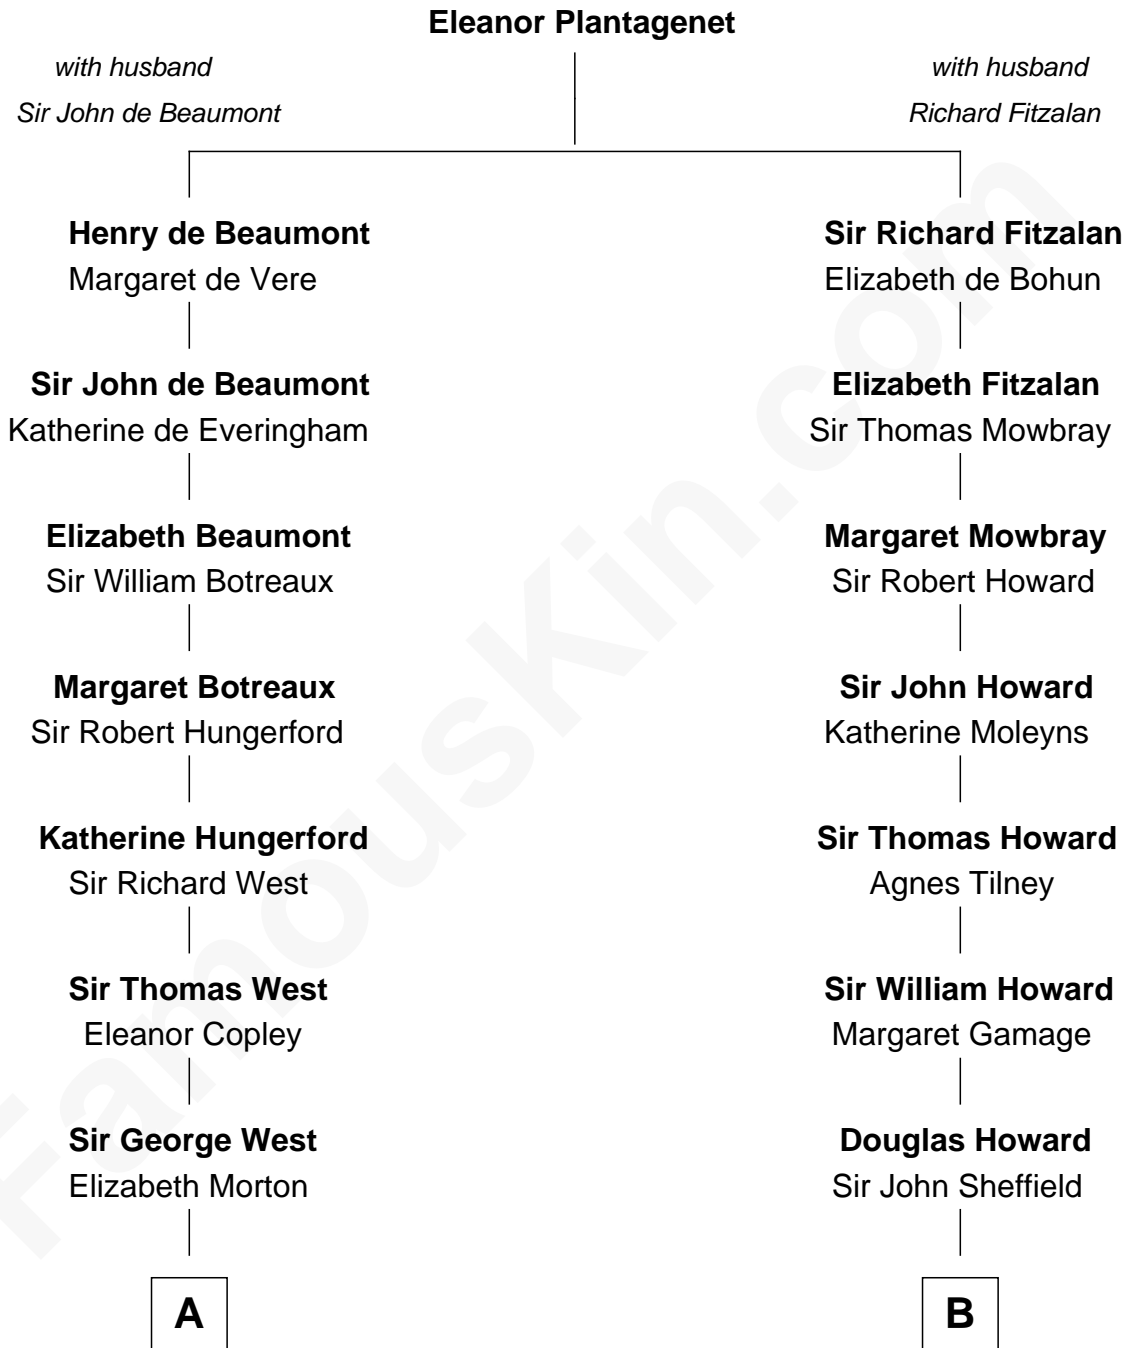 Eleanor Plantagenet
with husband
Sir John de Beaumont
with husband
Richard Fitzalan
Henry de Beaumont
Margaret de Vere
Sir Richard Fitzalan
Elizabeth de Bohun
Sir John de Beaumont
Katherine de Everingham
Elizabeth Fitzalan
Sir Thomas Mowbray
Elizabeth Beaumont
Sir William Botreaux
Margaret Mowbray
Sir Robert Howard
Margaret Botreaux
Sir Robert Hungerford
Sir John Howard
Katherine Moleyns
Katherine Hungerford
Sir Richard West
Sir Thomas Howard
Agnes Tilney
Sir Thomas West
Eleanor Copley
Sir William Howard
Margaret Gamage
Sir George West
Elizabeth Morton
Douglas Howard
Sir John Sheffield
A
B
FamousKin.com